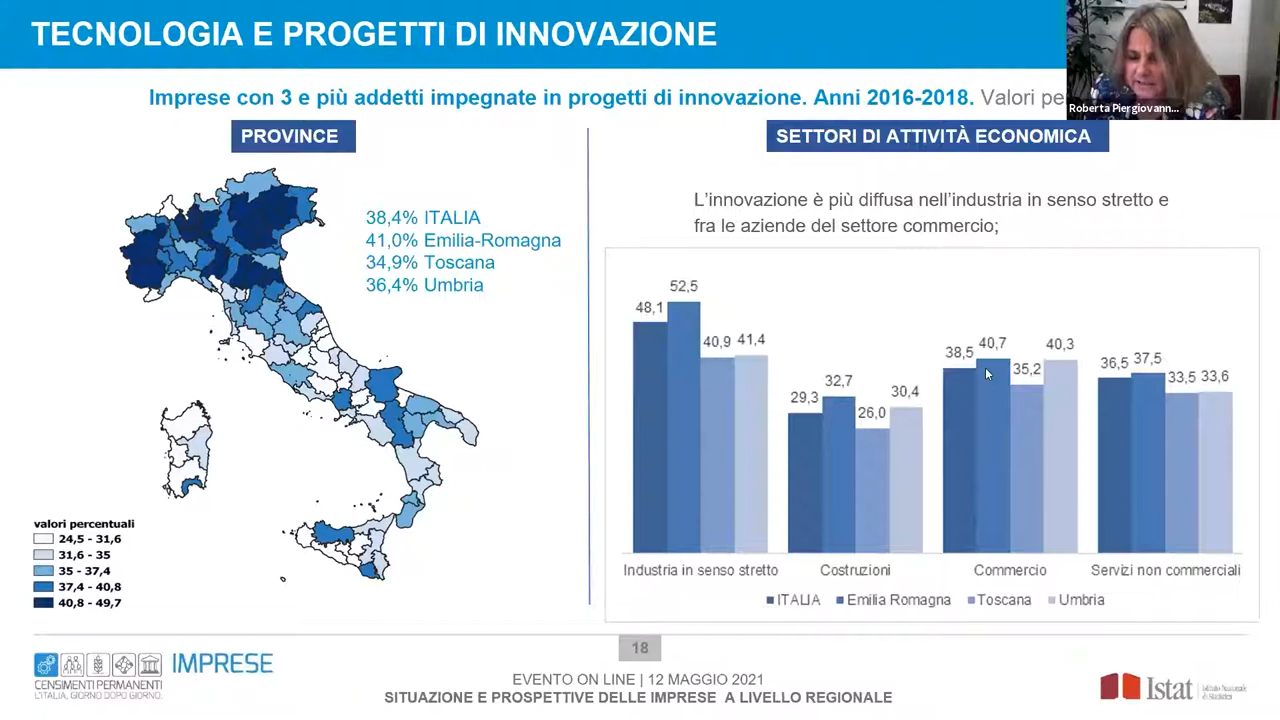 TECNOLOGIA E PROGETTI DI INNOVAZIONE
Roberta Piergiovann...
Imprese con 3 e più addetti impegnate in progetti di innovazione. Anni 2016-2018. Valori pe
PROVINCE
38,4% ITALIA
41,0% Emilia-Romagna
34,9% Toscana
36,4% Umbria
valori percentuali
24,5 - 31,6
31,6 - 35
35 - 37,4
37,4 - 40,8
40,8 - 49,7
SETTORI DI ATTIVITÀ ECONOMICA
L'innovazione è più diffusa nell'industria in senso stretto e
fra le aziende del settore commercio;
48,1 52,5 40,9 41,4
29,3 32,7 26,0 30,4
38,5 40,7 35,2 40,3
36,5 37,5 33,5 33,6
Industria in senso stretto Costruzioni Commercio Servizi non commerciali
ITALIA Emilia Romagna Toscana Umbria
18
IMPRESE
CENSIMENTI PERMANENTI
L'ITALIA, GIORNO DOPO GIORNO.
EVENTO ON LINE | 12 MAGGIO 2021
SITUAZIONE E PROSPETTIVE DELLE IMPRESE A LIVELLO REGIONALE
Istat
Istituto Nazionale
di Statistica